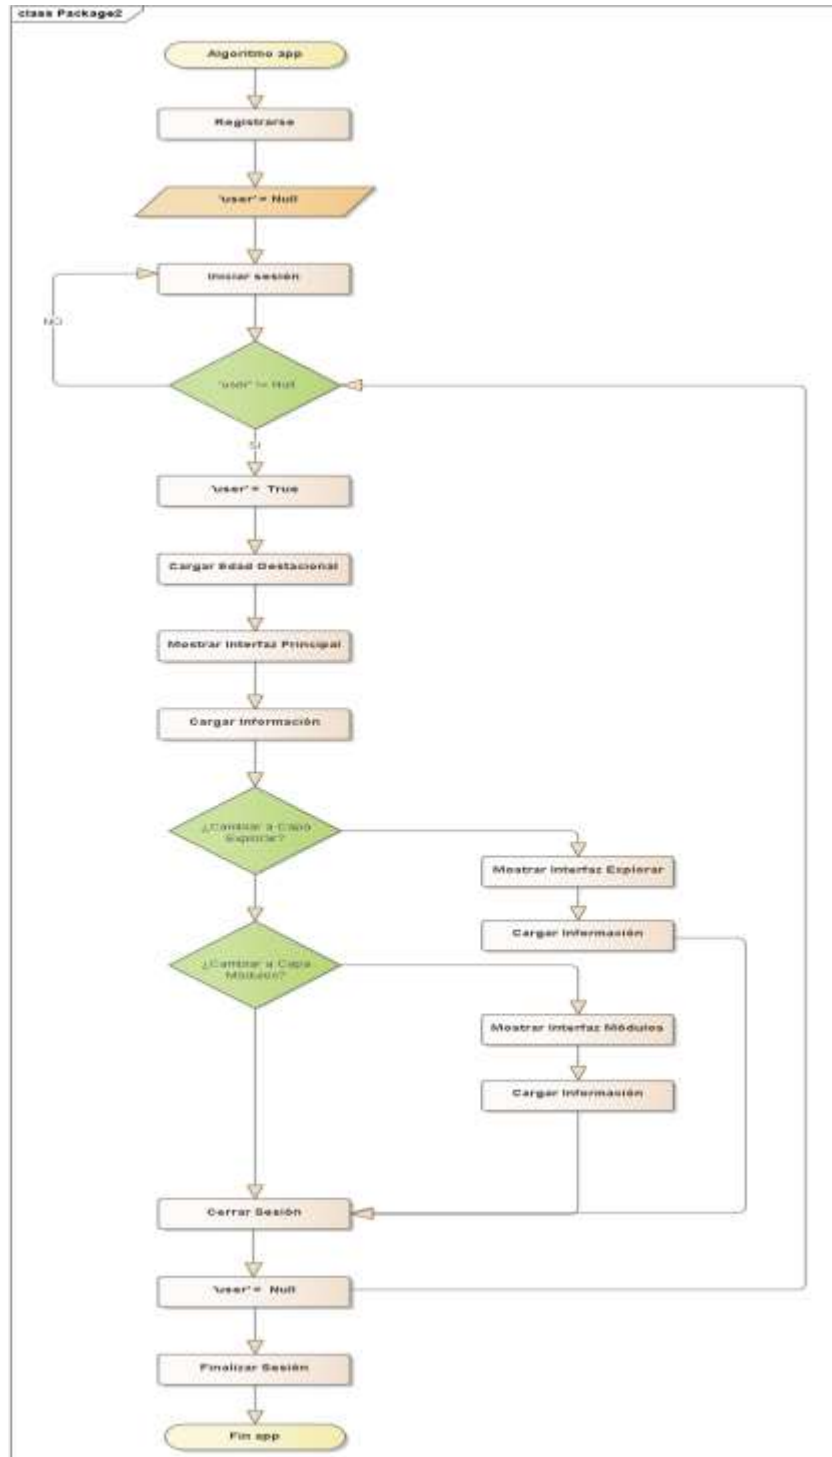 class Package2
Algoritmo app
Registrarse
'user' = Null
Iniciar sesión
NO
'user' != Null
SI
'user' = True
Cargar Edad Gestacional
Mostrar Interfaz Principal
Cargar Información
¿Cambiar a Capa
Explorar?
Mostrar Interfaz Explorar
Cargar Información
¿Cambiar a Capa
Módulos?
Mostrar Interfaz Módulos
Cargar Información
Cerrar Sesión
'user' = Null
Finalizar Sesión
Fin app